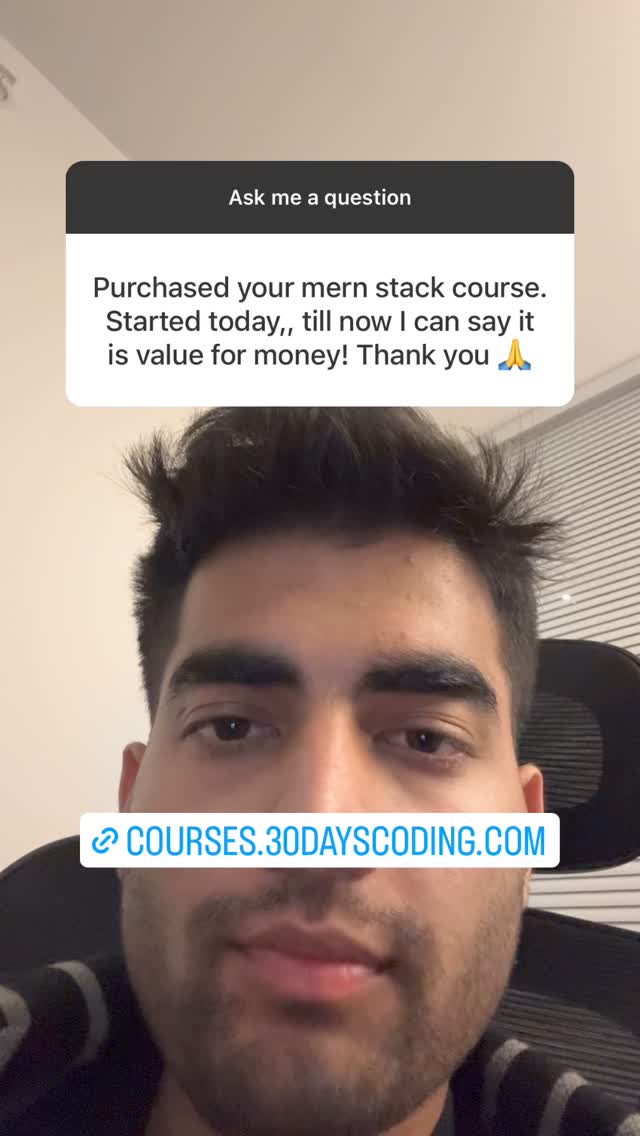 Ask me a question
Purchased your mern stack course.
Started today,, till now I can say it
is value for money! Thank you 🙏
COURSES.30DAYSCODING.COM